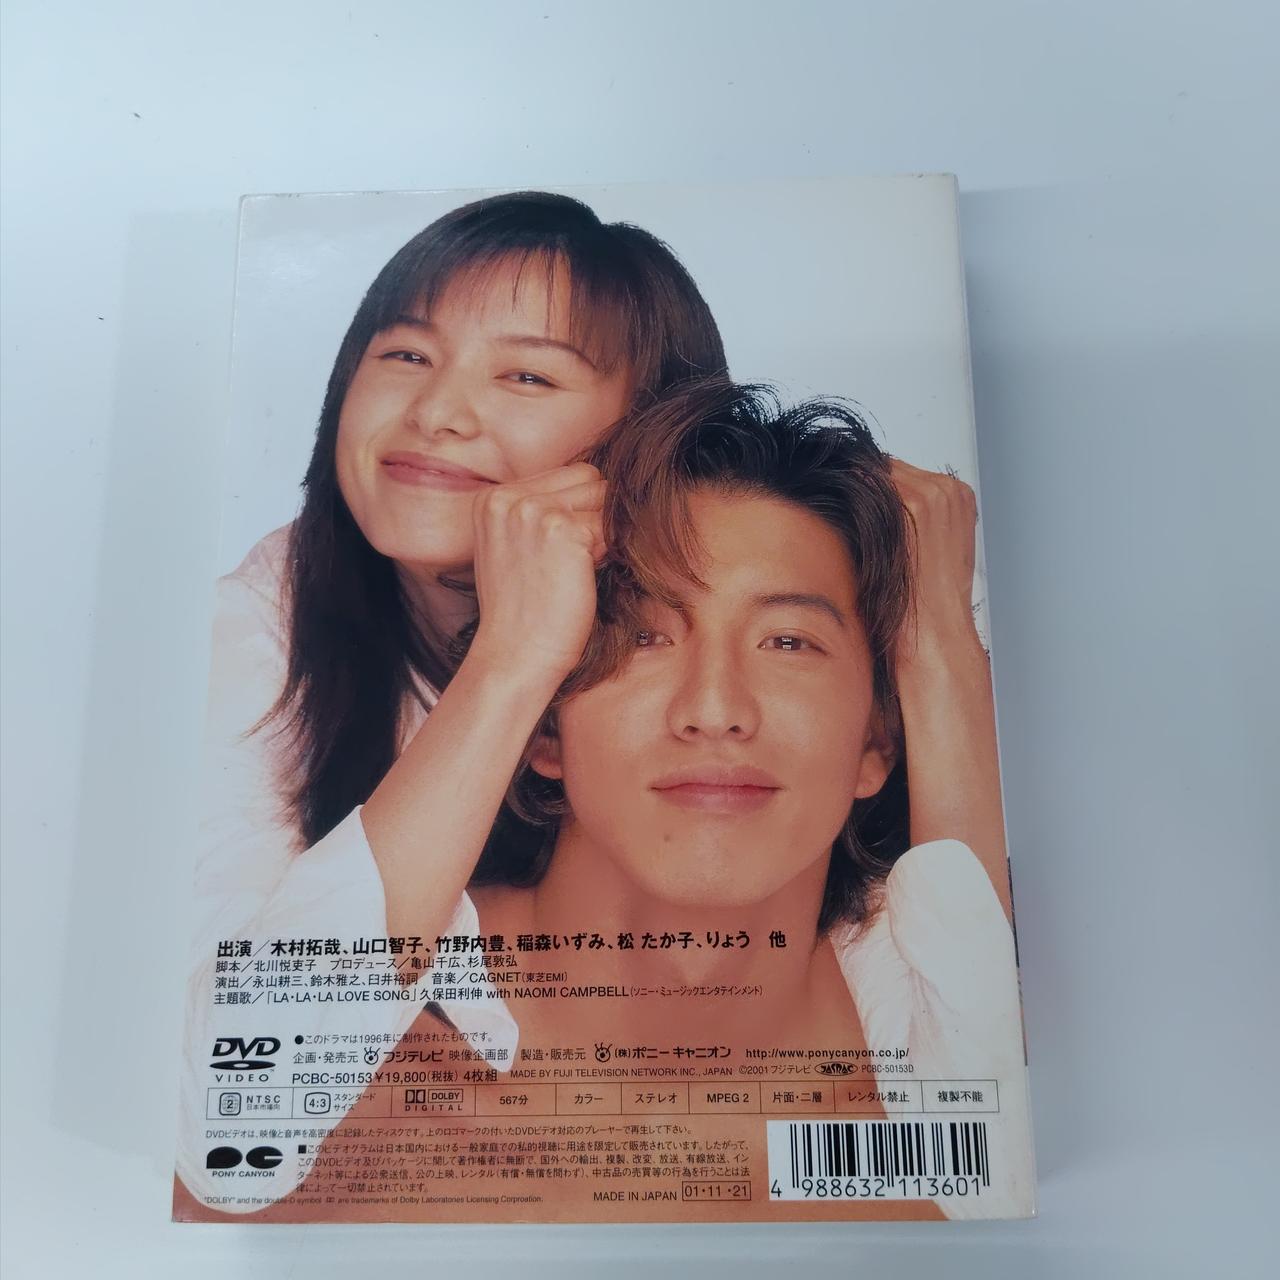 出演／木村拓哉、山口智子、竹野内豊、稲森いずみ、松 たか子、りょう 他
脚本／北川悦吏子 プロデュース／亀山千広、杉尾敦弘
演出／永山耕三、鈴木雅之、臼井裕詞 音楽／CAGNET(東芝EMI)
主題歌／「LA・LA・LA LOVE SONG」久保田利伸 with NAOMI CAMPBELL(ソニー・ミュージックエンタテインメント)
DVD
VIDEO
●このドラマは1996年に制作されたものです。
企画・発売元 フジテレビ 映像企画部 製造・販売元 (株)ポニーキャニオン http://www.ponycanyon.co.jp/
PCBC-50153 ¥19,800(税抜) 4枚組 MADE BY FUJI TELEVISION NETWORK INC., JAPAN ©2001 フジテレビ JASRAC PCBC-50153D
2 NTSC 日本市場向 4:3 スタンダードサイズ DOLBY DIGITAL 567分 カラー ステレオ MPEG 2 片面・二層 レンタル禁止 複製不能
DVDビデオは、映像と音声を高密度に記録したディスクです。上のロゴマークの付いたDVDビデオ対応のプレーヤーで再生して下さい。
PONY CANYON
■このビデオグラムは日本国内における一般家庭での私的視聴に用途を限定して販売されています。したがって、
このDVDビデオ及びパッケージに関して著作権者に無断で、国外への輸出、複製、改変、放送、有線放送、イン
ターネット等による公衆送信、公の上映、レンタル(有償・無償を問わず)、中古品の売買等の行為を行うことは法
律によって一切禁止されています。
"DOLBY" and the double-D symbol are trademarks of Dolby Laboratories Licensing Corporation.
MADE IN JAPAN 01・11・21
4 988632 113601